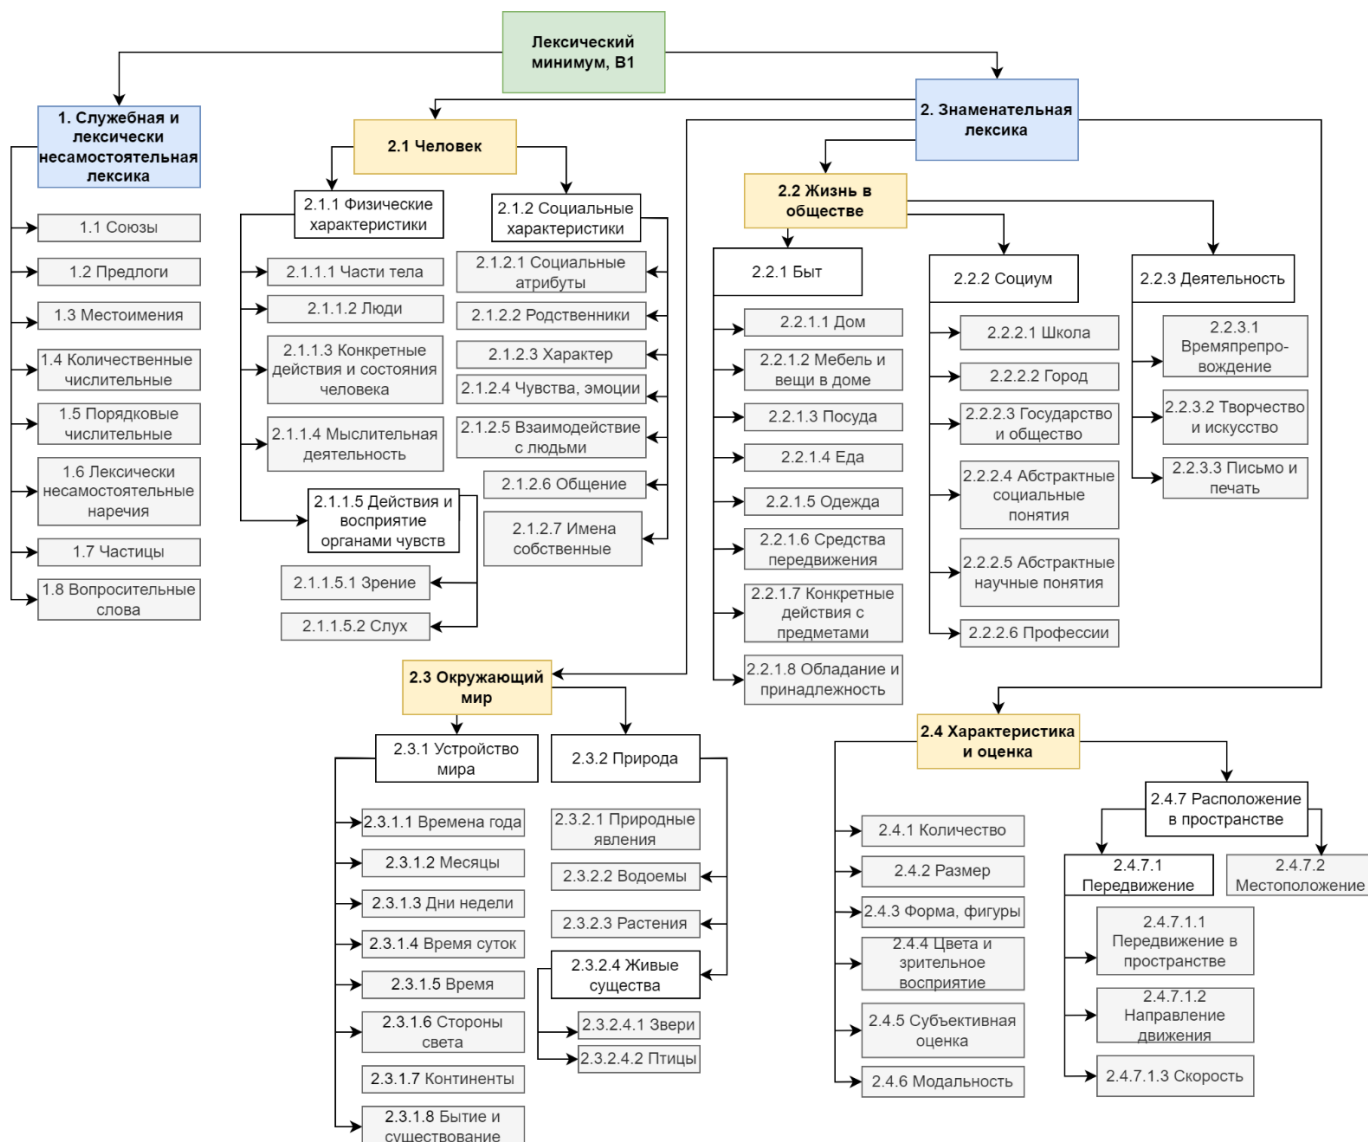 Лексический
минимум, B1
1. Служебная и
лексически
несамостоятельная
лексика
1.1 Союзы
1.2 Предлоги
1.3 Местоимения
1.4 Количественные
числительные
1.5 Порядковые
числительные
1.6 Лексически
несамостоятельные
наречия
1.7 Частицы
1.8 Вопросительные
слова
2. Знаменательная
лексика
2.1 Человек
2.1.1 Физические
характеристики
2.1.1.1 Части тела
2.1.1.2 Люди
2.1.1.3 Конкретные
действия и состояния
человека
2.1.1.4 Мыслительная
деятельность
2.1.1.5 Действия и
восприятие
органами чувств
2.1.1.5.1 Зрение
2.1.1.5.2 Слух
2.1.2 Социальные
характеристики
2.1.2.1 Социальные
атрибуты
2.1.2.2 Родственники
2.1.2.3 Характер
2.1.2.4 Чувства, эмоции
2.1.2.5 Взаимодействие
с людьми
2.1.2.6 Общение
2.1.2.7 Имена
собственные
2.2 Жизнь в
обществе
2.2.1 Быт
2.2.1.1 Дом
2.2.1.2 Мебель и
вещи в доме
2.2.1.3 Посуда
2.2.1.4 Еда
2.2.1.5 Одежда
2.2.1.6 Средства
передвижения
2.2.1.7 Конкретные
действия с
предметами
2.2.1.8 Обладание и
принадлежность
2.2.2 Социум
2.2.2.1 Школа
2.2.2.2 Город
2.2.2.3 Государство
и общество
2.2.2.4 Абстрактные
социальные
понятия
2.2.2.5 Абстрактные
научные понятия
2.2.2.6 Профессии
2.2.3 Деятельность
2.2.3.1
Времяпрепро-
вождение
2.2.3.2 Творчество
и искусство
2.2.3.3 Письмо и
печать
2.3 Окружающий
мир
2.3.1 Устройство
мира
2.3.1.1 Времена года
2.3.1.2 Месяцы
2.3.1.3 Дни недели
2.3.1.4 Время суток
2.3.1.5 Время
2.3.1.6 Стороны
света
2.3.1.7 Континенты
2.3.1.8 Бытие и
существование
2.3.2 Природа
2.3.2.1 Природные
явления
2.3.2.2 Водоемы
2.3.2.3 Растения
2.3.2.4 Живые
существа
2.3.2.4.1 Звери
2.3.2.4.2 Птицы
2.4 Характеристика
и оценка
2.4.1 Количество
2.4.2 Размер
2.4.3 Форма, фигуры
2.4.4 Цвета и
зрительное
восприятие
2.4.5 Субъективная
оценка
2.4.6 Модальность
2.4.7 Расположение
в пространстве
2.4.7.1
Передвижение
2.4.7.1.1
Передвижение в
пространстве
2.4.7.1.2
Направление
движения
2.4.7.1.3 Скорость
2.4.7.2
Местоположение